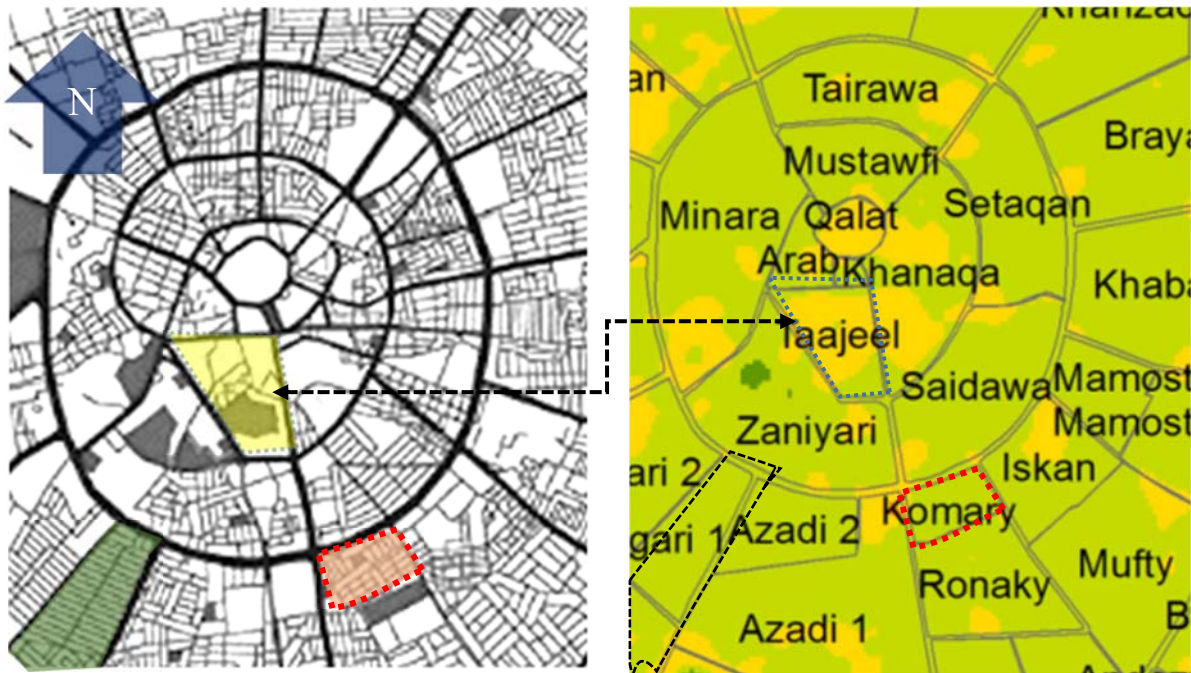 N
an
Tairawa
Braya
Mustawfi
Minara
Qalat
Setaqan
Arab
Khanaqa
Khaba
Taajeel
Saidawa
Mamost
Mamost
Zaniyari
Iskan
ari 2
Komary
gari 1
Azadi 2
Mufty
Ronaky
Azadi 1
B